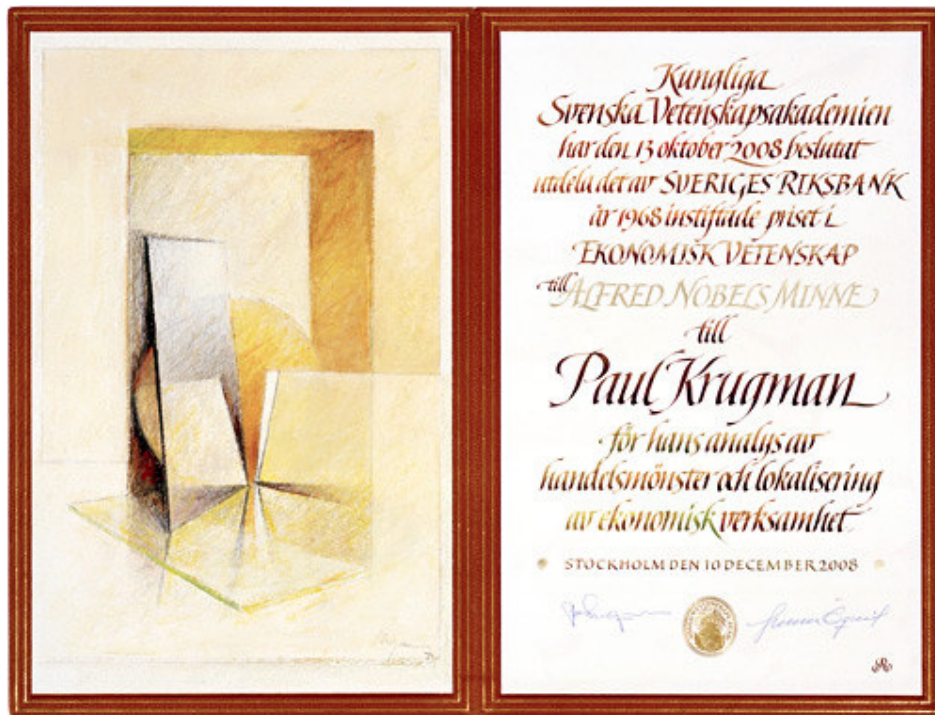 Kungliga
Svenska Vetenskapsakademien
har den 13 oktober 2008 beslutat
utdela det av SVERIGES RIKSBANK
år 1968 instiftade priset i
EKONOMISK VETENSKAP
till ALFRED NOBELS MINNE
till
Paul Krugman
för hans analys av
handelsmönster och lokalisering
av ekonomisk verksamhet
STOCKHOLM DEN 10 DECEMBER 2008